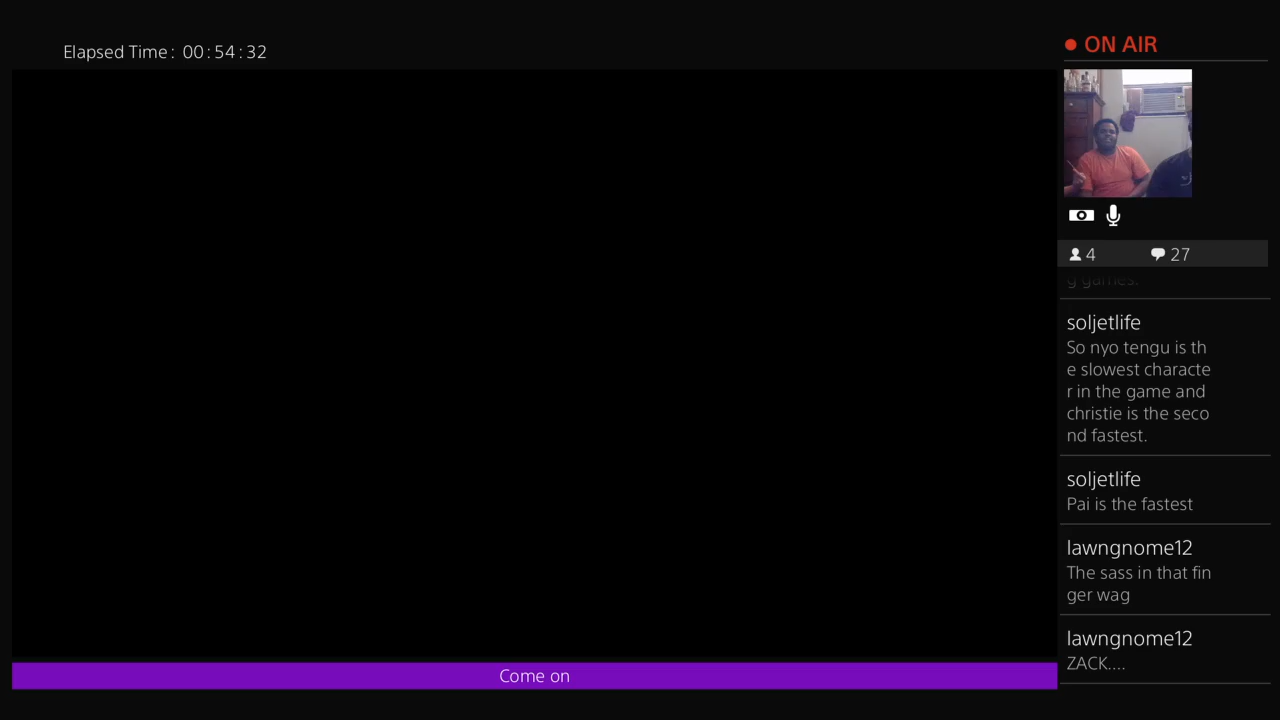 Elapsed Time: 00:54:32
ON AIR
4
27
g games.
soljetlife
So nyo tengu is th
e slowest characte
r in the game and
christie is the seco
nd fastest.
soljetlife
Pai is the fastest
lawngnome12
The sass in that fin
ger wag
lawngnome12
ZACK....
Come on